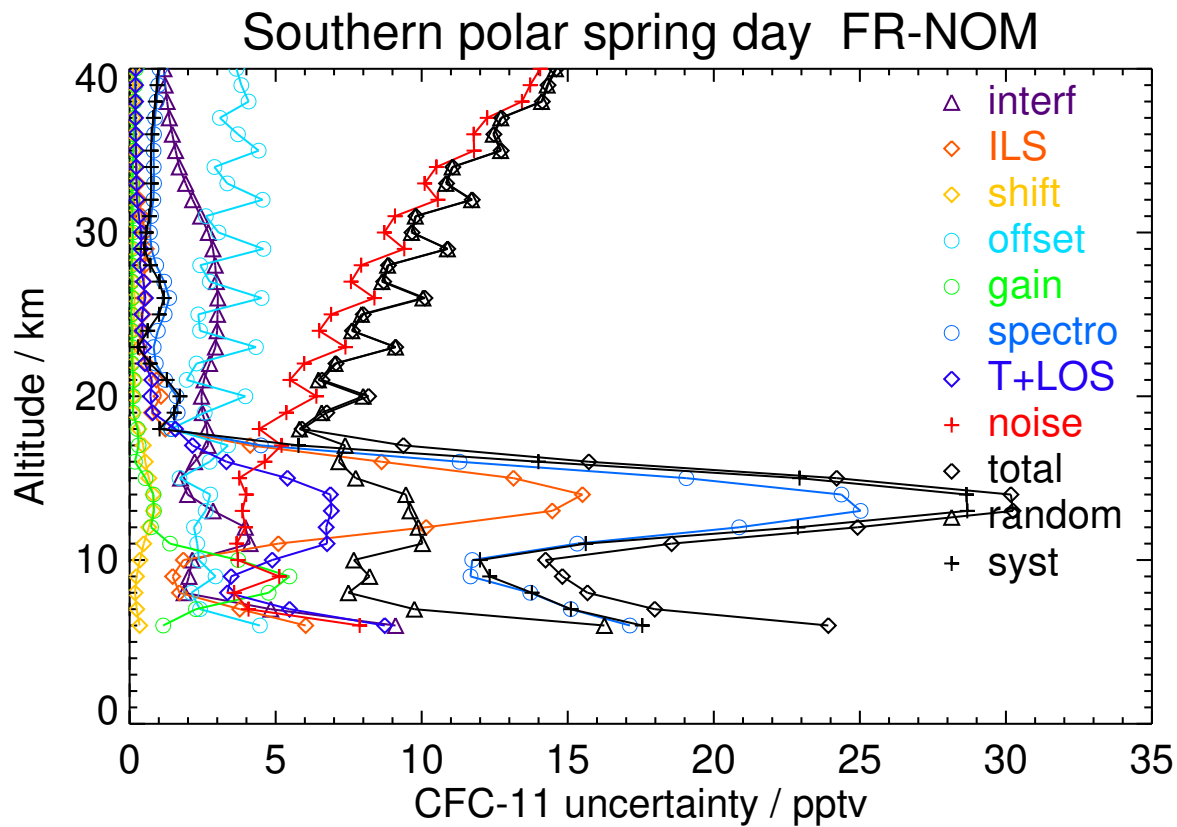 Southern polar spring day FR-NOM
40
30
20
10
0
Altitude / km
interf
ILS
shift
offset
gain
spectro
T+LOS
noise
total
random
syst
0 5 10 15 20 25 30 35
CFC-11 uncertainty / pptv